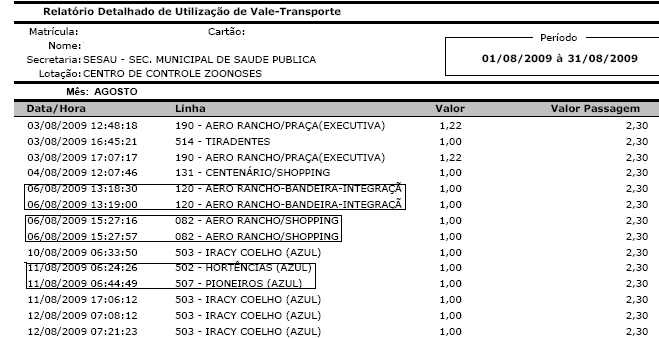 Relatório Detalhado de Utilização de Vale-Transporte
Matrícula: Cartão:
Nome:
Período
Secretaria: SESAU - SEC. MUNICIPAL DE SAUDE PUBLICA
01/08/2009 à 31/08/2009
Lotação: CENTRO DE CONTROLE ZOONOSES
Mês: AGOSTO
Data/Hora Linha Valor Valor Passagem
03/08/2009 12:48:18 190 - AERO RANCHO/PRAÇA(EXECUTIVA) 1,22 2,30
03/08/2009 16:45:21 514 - TIRADENTES 1,00 2,30
03/08/2009 17:07:17 190 - AERO RANCHO/PRAÇA(EXECUTIVA) 1,22 2,30
04/08/2009 12:07:46 131 - CENTENÁRIO/SHOPPING 1,00 2,30
06/08/2009 13:18:30 120 - AERO RANCHO-BANDEIRA-INTEGRAÇÃ 1,00 2,30
06/08/2009 13:19:00 120 - AERO RANCHO-BANDEIRA-INTEGRAÇÃ 1,00 2,30
06/08/2009 15:27:16 082 - AERO RANCHO/SHOPPING 1,00 2,30
06/08/2009 15:27:57 082 - AERO RANCHO/SHOPPING 1,00 2,30
10/08/2009 06:33:50 503 - IRACY COELHO (AZUL) 1,00 2,30
11/08/2009 06:24:26 502 - HORTÊNCIAS (AZUL) 1,00 2,30
11/08/2009 06:44:49 507 - PIONEIROS (AZUL) 1,00 2,30
11/08/2009 17:06:12 503 - IRACY COELHO (AZUL) 1,00 2,30
12/08/2009 07:08:12 503 - IRACY COELHO (AZUL) 1,00 2,30
12/08/2009 07:21:23 503 - IRACY COELHO (AZUL) 1,00 2,30